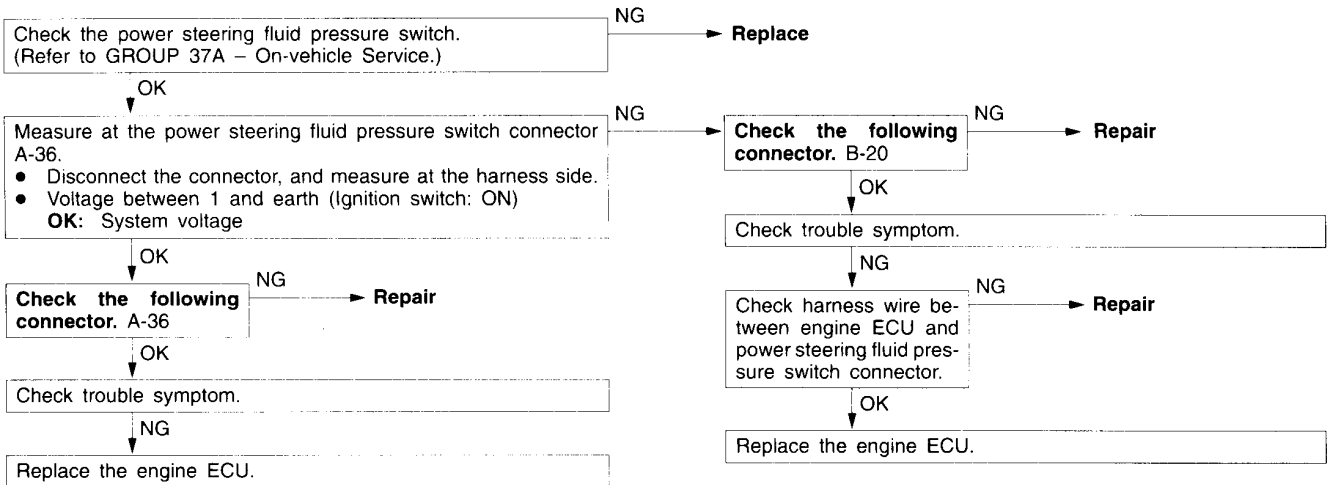 Check the power steering fluid pressure switch.
(Refer to GROUP 37A – On-vehicle Service.)
NG
Replace
OK
Measure at the power steering fluid pressure switch connector
A-36.
● Disconnect the connector, and measure at the harness side.
● Voltage between 1 and earth (Ignition switch: ON)
OK: System voltage
NG
Check the following
connector. B-20
NG
Repair
OK
Check trouble symptom.
NG
Check harness wire be-
tween engine ECU and
power steering fluid pres-
sure switch connector.
NG
Repair
OK
Replace the engine ECU.
OK
Check the following
connector. A-36
NG
Repair
OK
Check trouble symptom.
NG
Replace the engine ECU.